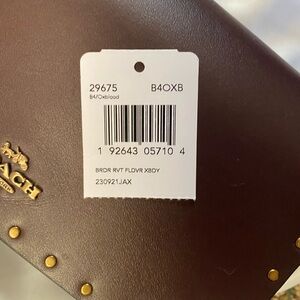 29675 B4OXB
B4/Oxblood
1 92643 05710 4
BRDR RVT FLDVR XBDY
230921JAX
COACH